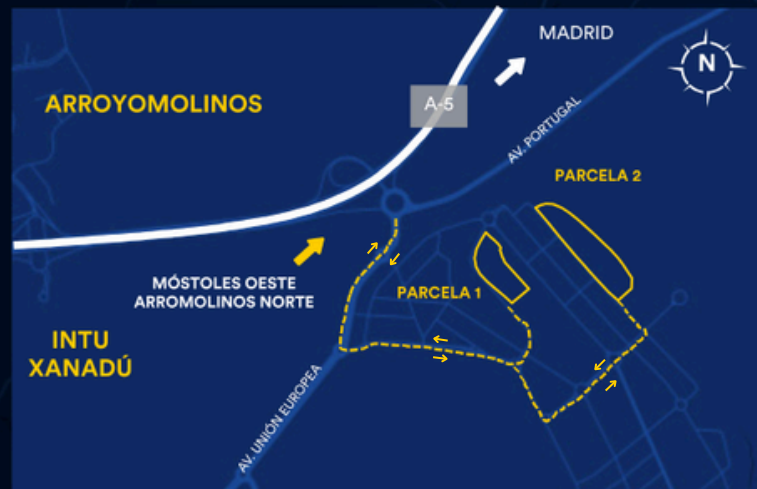 MADRID
N
ARROYOMOLINOS
A-5
AV. PORTUGAL
PARCELA 2
MÓSTOLES OESTE
ARROMOLINOS NORTE
PARCELA 1
INTU
XANADÚ
AV. UNIÓN EUROPEA